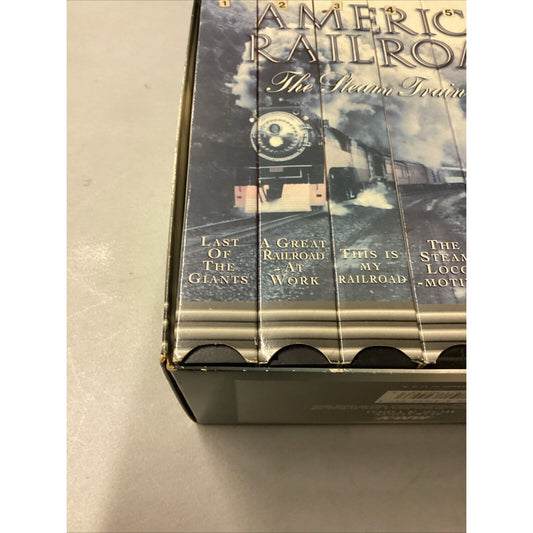 1 2 3 4 5
AMERIC
RAILROA
The Steam Train
LAST
OF
THE
GIANTS
A GREAT
RAILROAD
-AT
WORK
THIS IS
MY
RAILROAD
THE
STEAM
LOCO
-MOTI